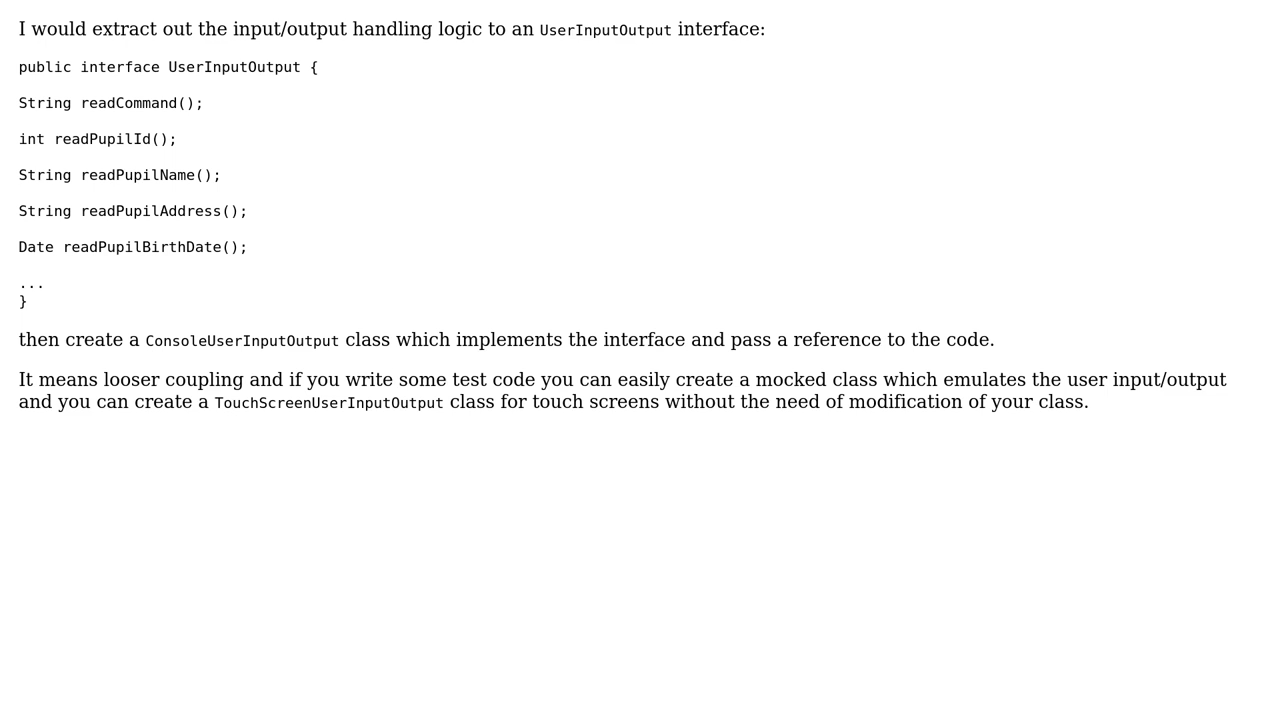 I would extract out the input/output handling logic to an UserInputOutput interface:
public interface UserInputOutput {
String readCommand();
int readPupilId();
String readPupilName();
String readPupilAddress();
Date readPupilBirthDate();
...
}
then create a ConsoleUserInputOutput class which implements the interface and pass a reference to the code.
It means looser coupling and if you write some test code you can easily create a mocked class which emulates the user input/output
and you can create a TouchScreenUserInputOutput class for touch screens without the need of modification of your class.